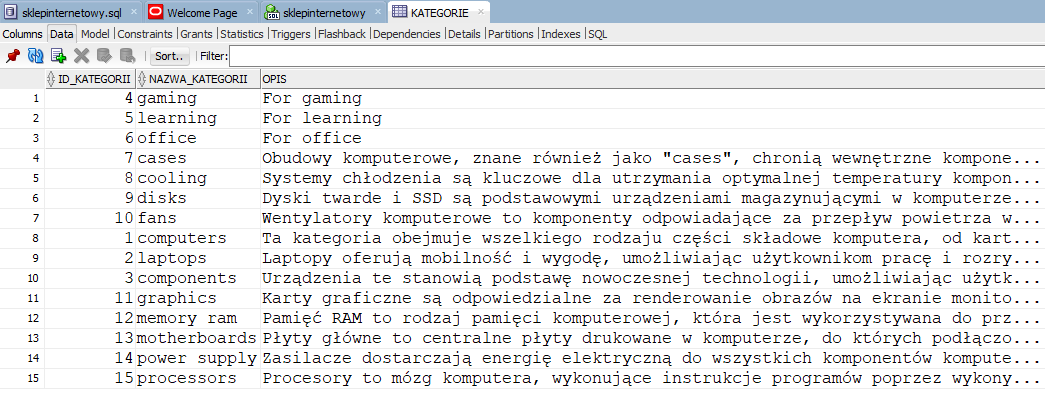 sklepinternetowy.sql Welcome Page sklepinternetowy KATEGORIE
Columns Data Model Constraints Grants Statistics Triggers Flashback Dependencies Details Partitions Indexes SQL
Sort.. Filter:
ID_KATEGORII NAZWA_KATEGORII OPIS
1 4 gaming For gaming
2 5 learning For learning
3 6 office For office
4 7 cases Obudowy komputerowe, znane również jako "cases", chronią wewnętrzne kompone...
5 8 cooling Systemy chłodzenia są kluczowe dla utrzymania optymalnej temperatury kompon...
6 9 disks Dyski twarde i SSD są podstawowymi urządzeniami magazynującymi w komputerze...
7 10 fans Wentylatory komputerowe to komponenty odpowiadające za przepływ powietrza w...
8 1 computers Ta kategoria obejmuje wszelkiego rodzaju części składowe komputera, od kart...
9 2 laptops Laptopy oferują mobilność i wygodę, umożliwiając użytkownikom pracę i rozry...
10 3 components Urządzenia te stanowią podstawę nowoczesnej technologii, umożliwiając użytk...
11 11 graphics Karty graficzne są odpowiedzialne za renderowanie obrazów na ekranie monito...
12 12 memory ram Pamięć RAM to rodzaj pamięci komputerowej, która jest wykorzystywana do prz...
13 13 motherboards Płyty główne to centralne płyty drukowane w komputerze, do których podłączo...
14 14 power supply Zasilacze dostarczają energię elektryczną do wszystkich komponentów kompute...
15 15 processors Procesory to mózg komputera, wykonujące instrukcje programów poprzez wykony...